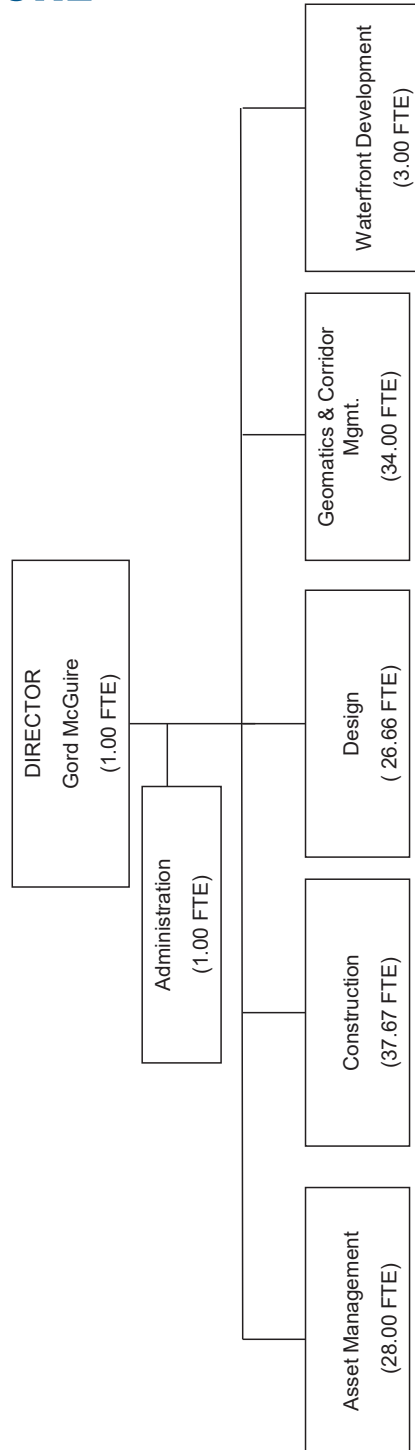 DIRECTOR
Gord McGuire
(1.00 FTE)
Administration
(1.00 FTE)
Asset Management
(28.00 FTE)
Construction
(37.67 FTE)
Design
( 26.66 FTE)
Geomatics & Corridor
Mgmt.
(34.00 FTE)
Waterfront Development
(3.00 FTE)